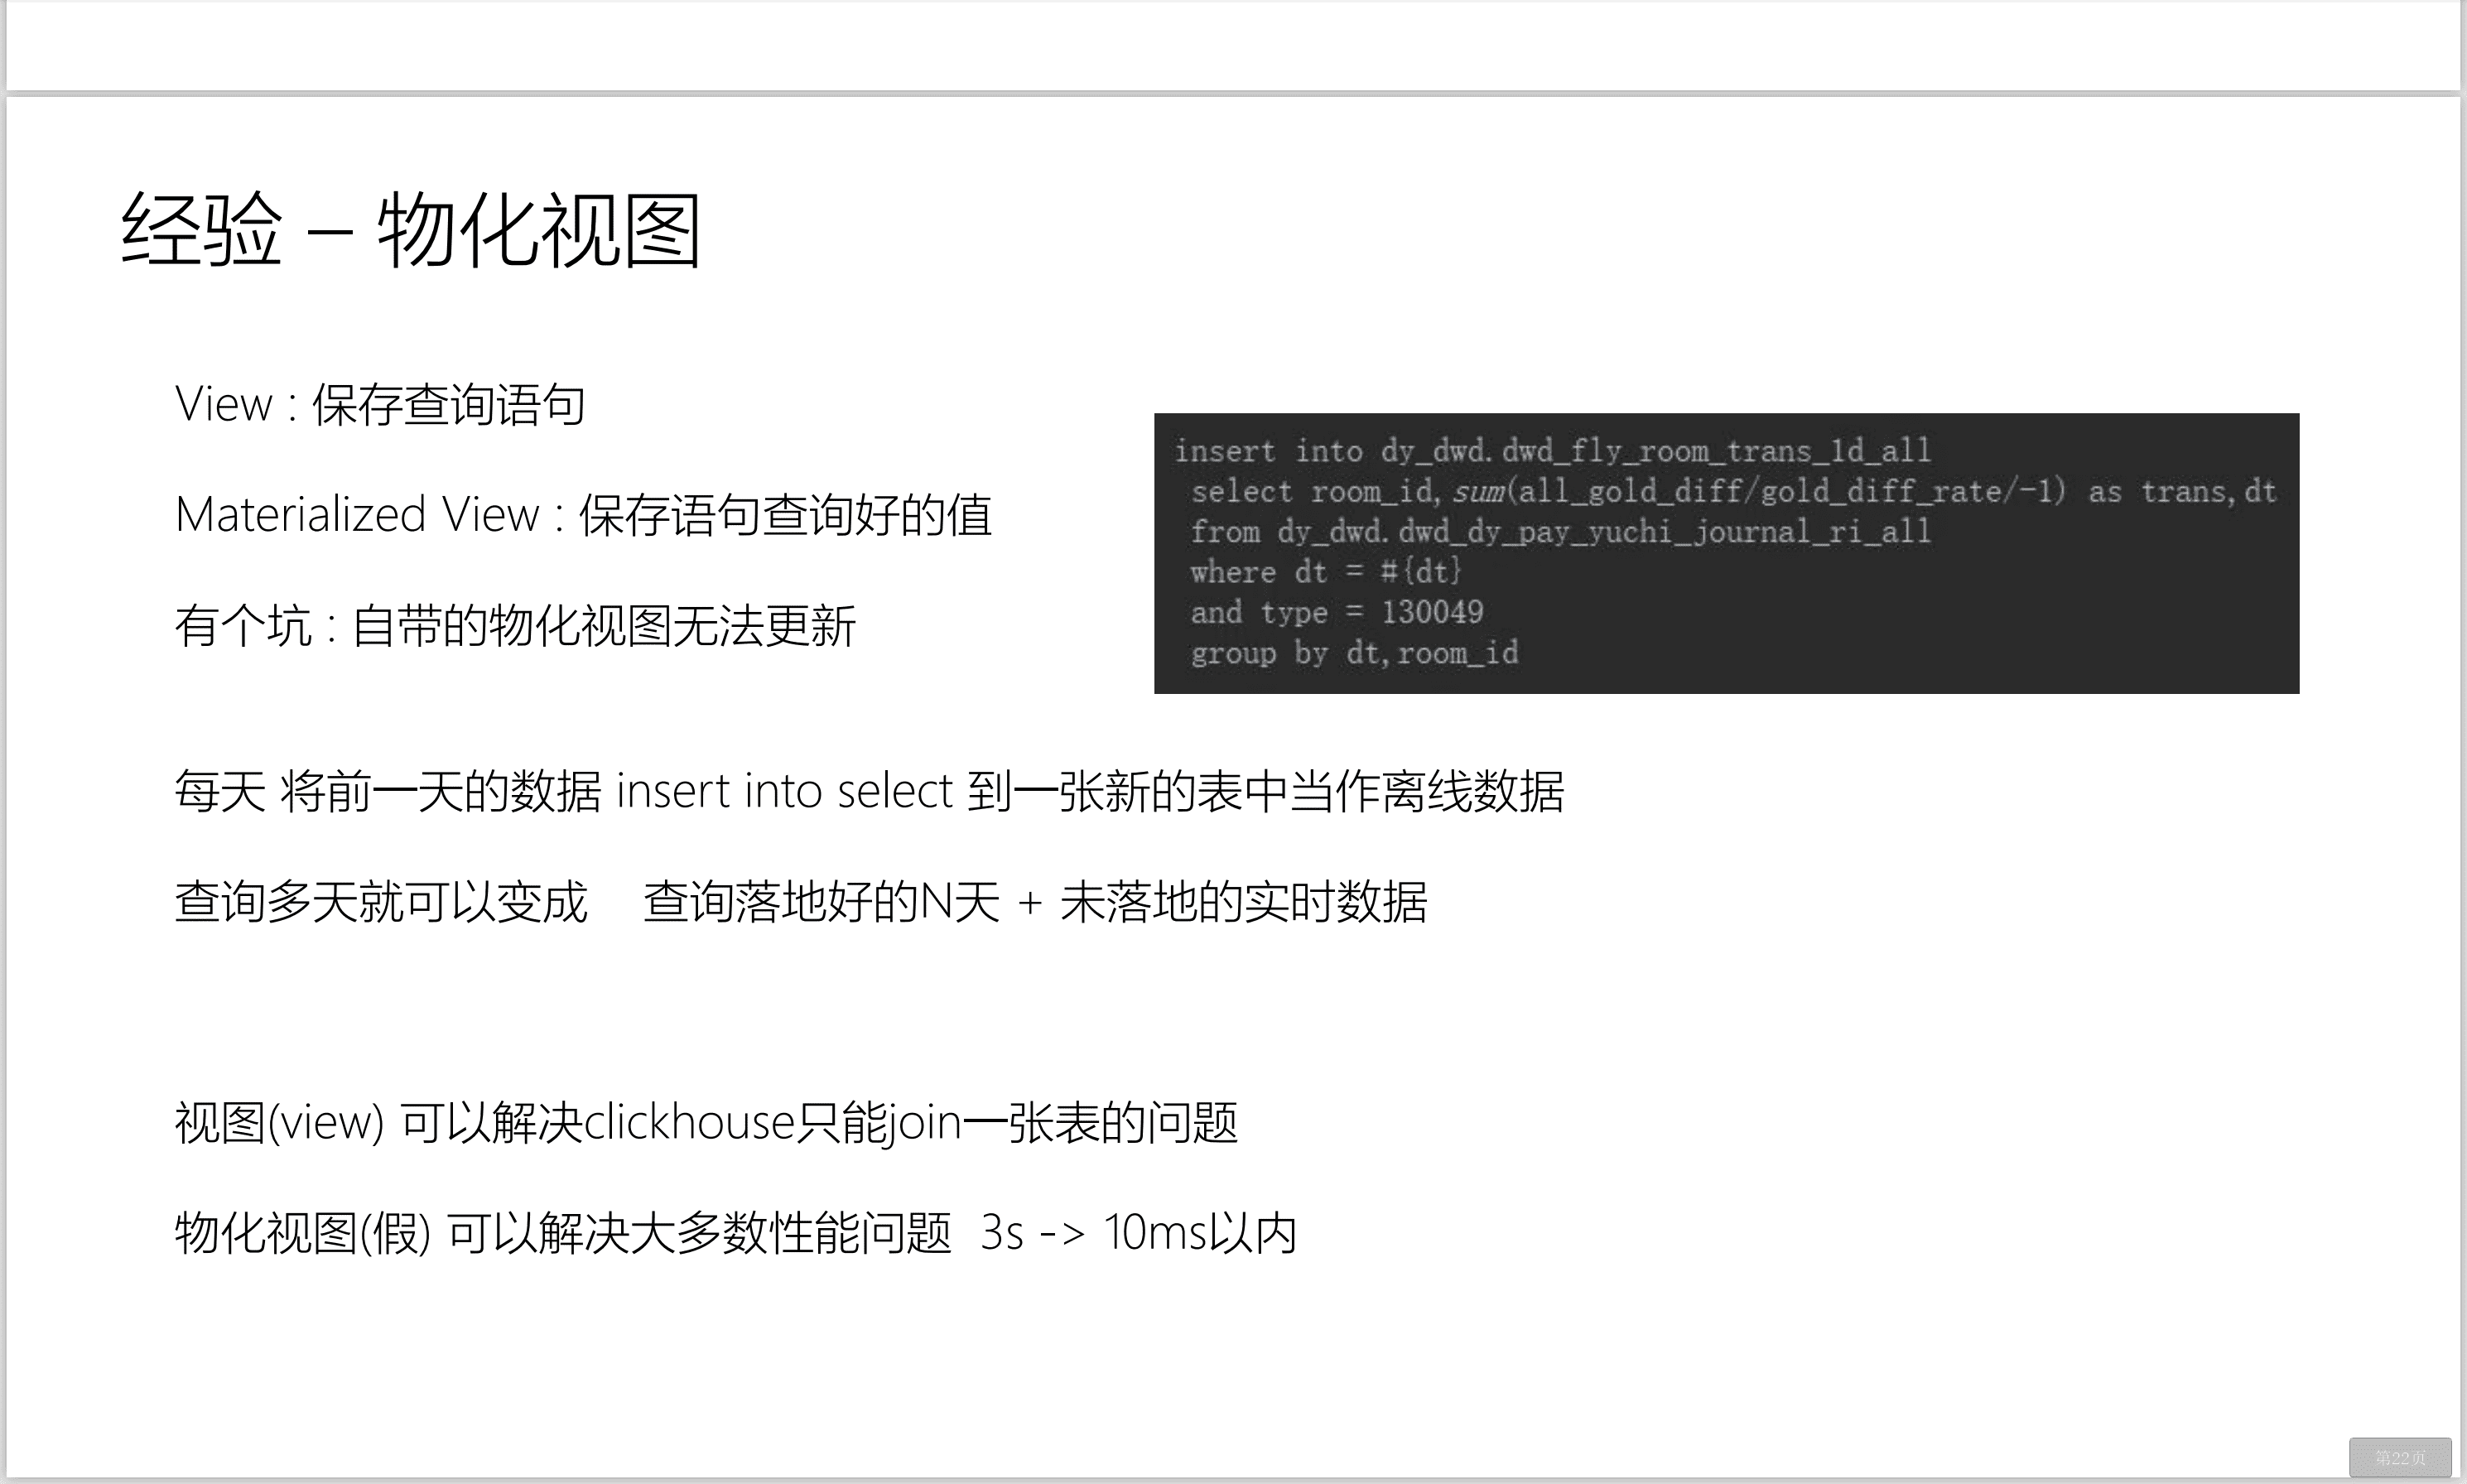 经验 – 物化视图
View : 保存查询语句
Materialized View : 保存语句查询好的值
有个坑 : 自带的物化视图无法更新
insert into dy_dwd.dwd_fly_room_trans_1d_all
select room_id,sum(all_gold_diff/gold_diff_rate/-1) as trans,dt
from dy_dwd.dwd_dy_pay_yuchi_journal_ri_all
where dt = #{dt}
and type = 130049
group by dt,room_id
每天 将前一天的数据 insert into select 到一张新的表中当作离线数据
查询多天就可以变成 查询落地好的N天 + 未落地的实时数据
视图(view) 可以解决clickhouse只能join一张表的问题
物化视图(假) 可以解决大多数性能问题 3s -> 10ms以内
第22页